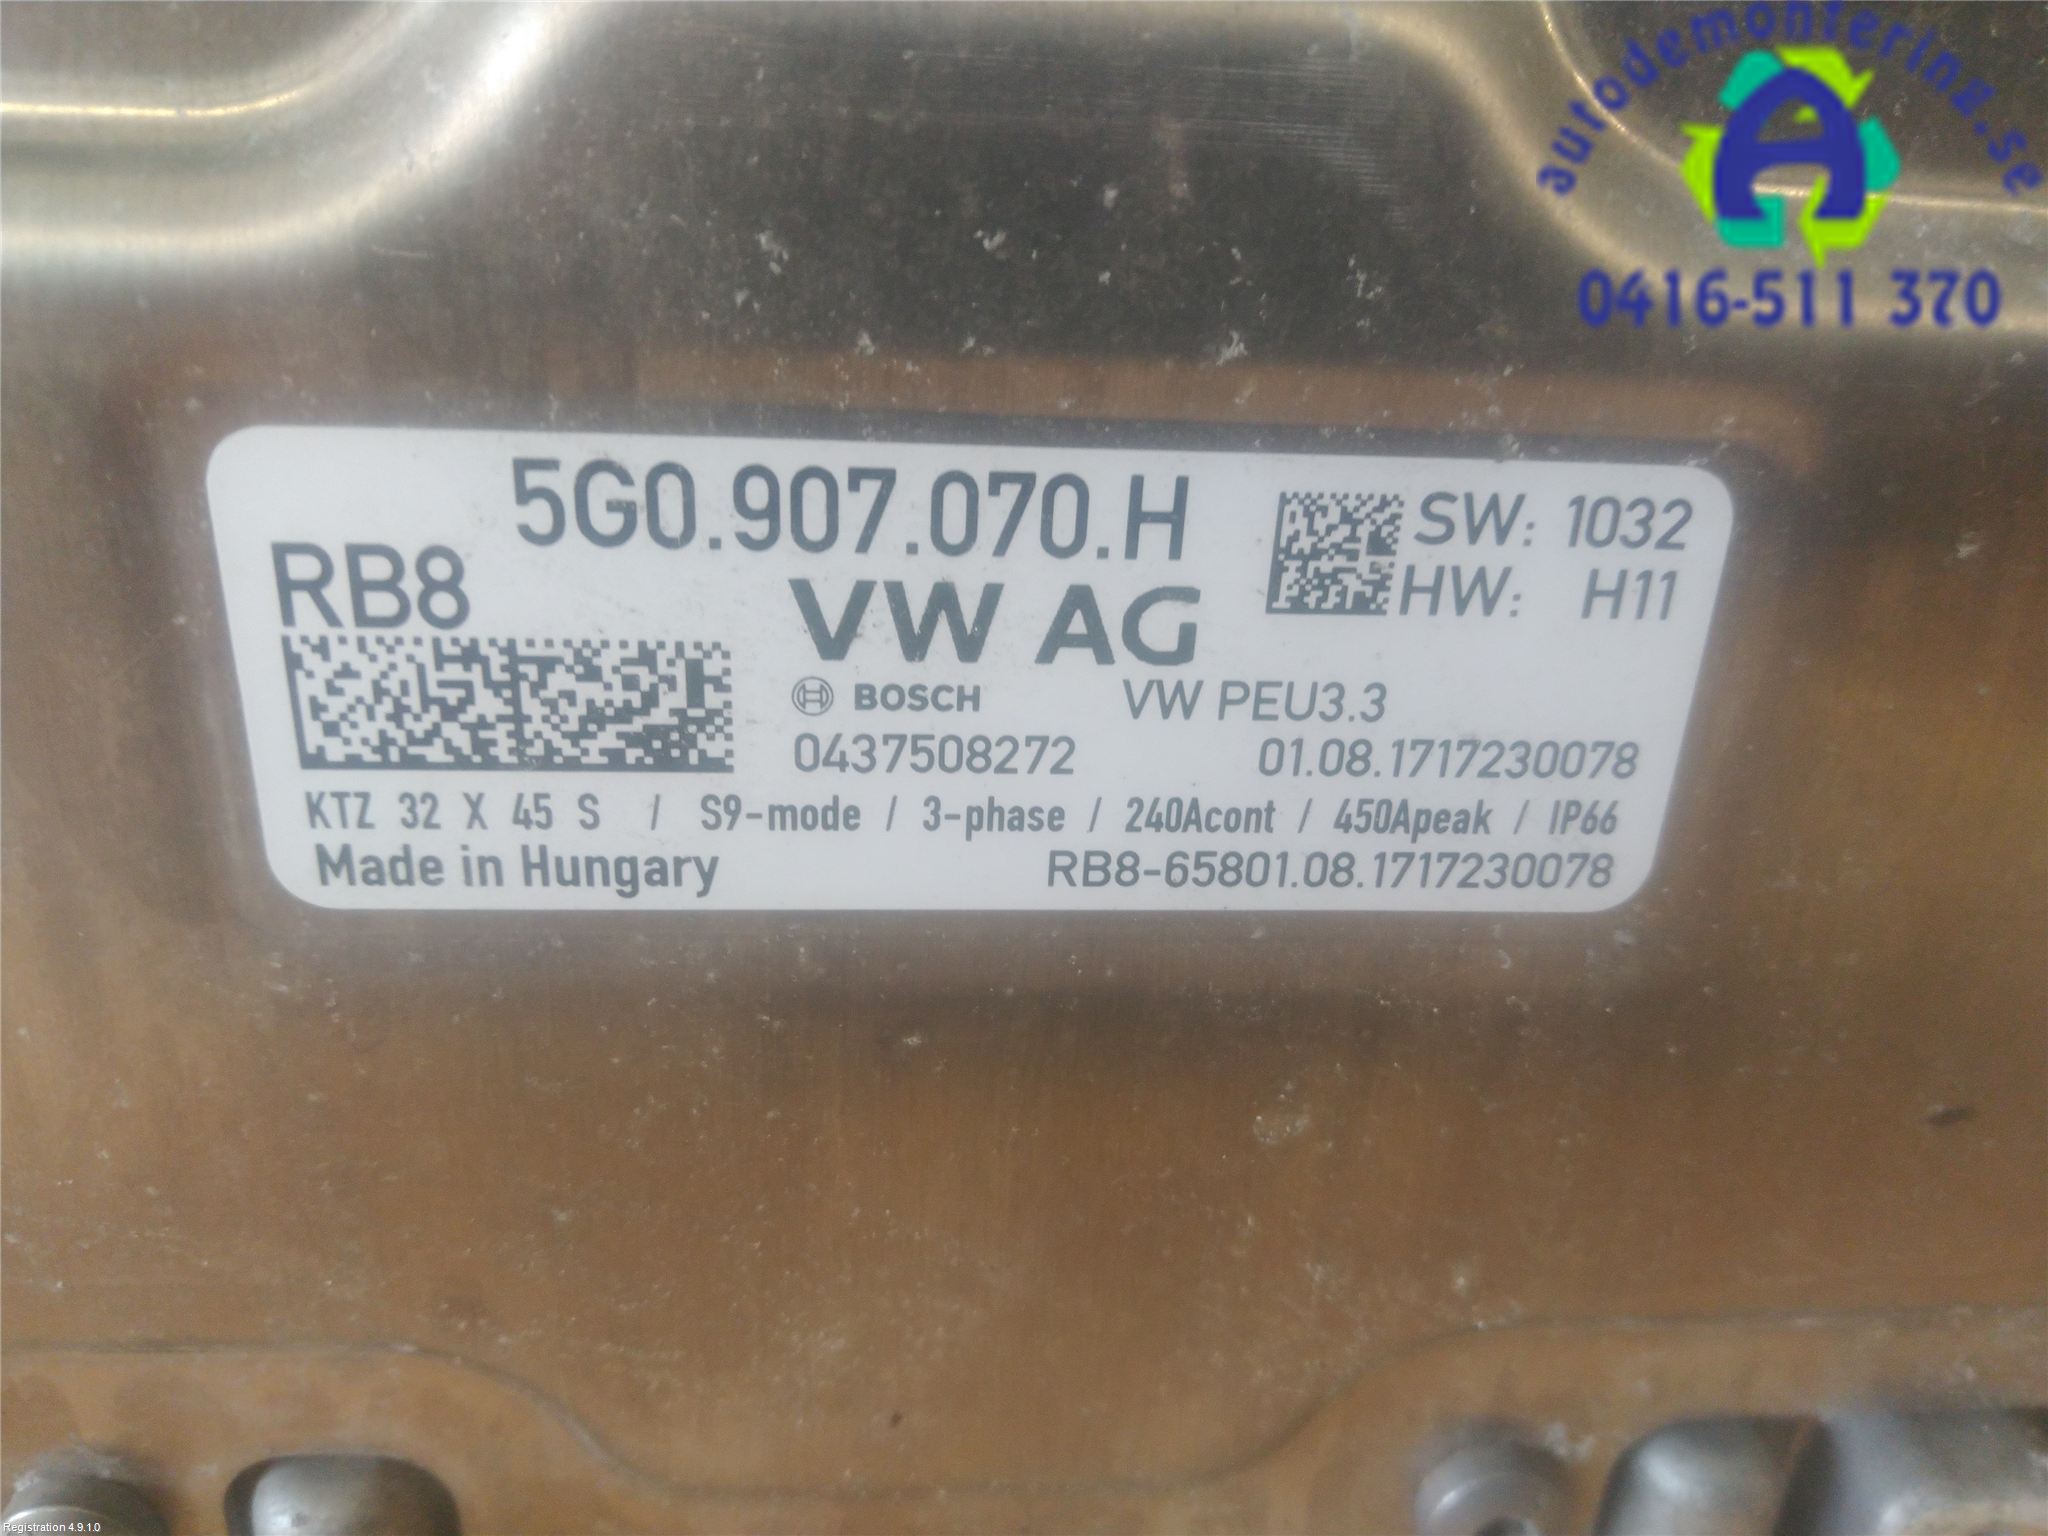 autodemontering.se
A
0416-511 370
5G0.907.070.H
SW: 1032
RB8
VW AG
HW: H11
BOSCH VW PEU3.3
0437508272 01.08.1717230078
KTZ 32 X 45 S / S9-mode / 3-phase / 240Acont / 450Apeak / IP66
Made in Hungary RB8-65801.08.1717230078
Registration 4.9.1.0